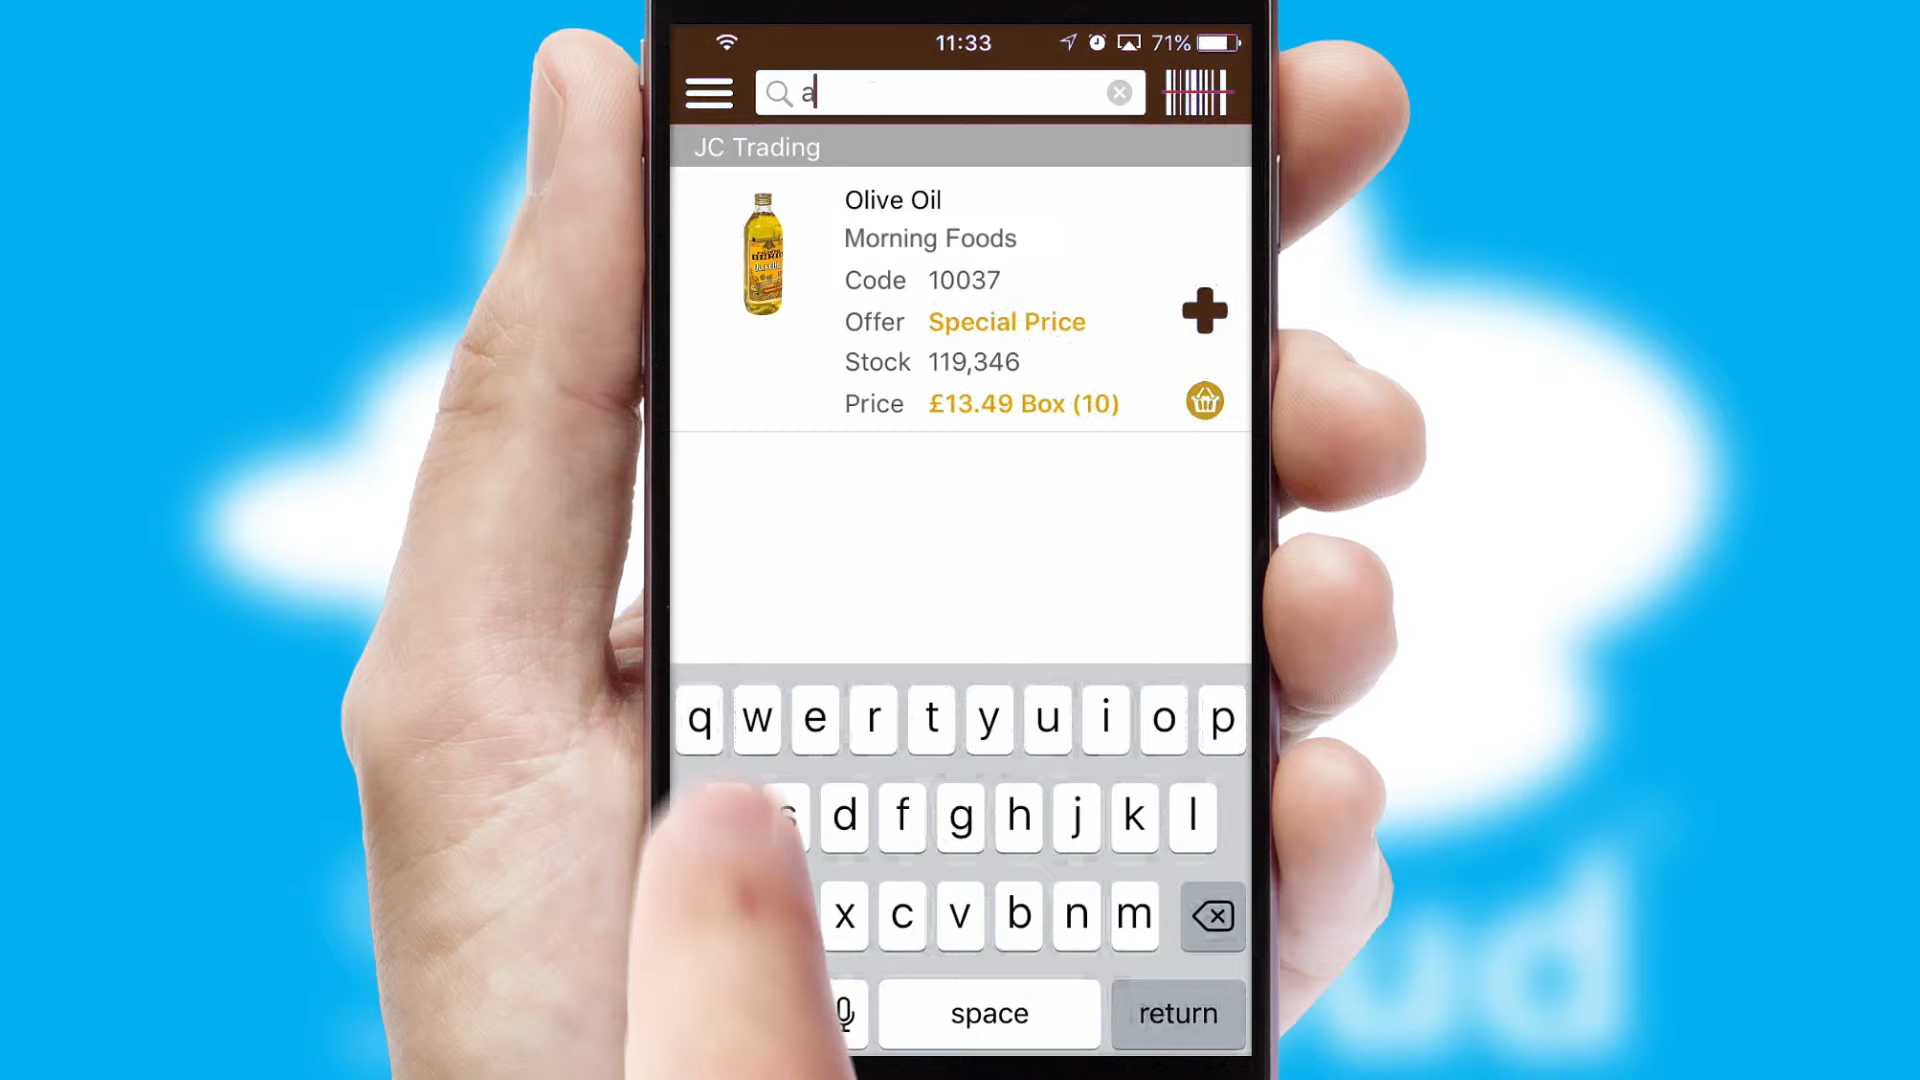 11:33 71%
a
JC Trading
Olive Oil
Morning Foods
Code 10037
Offer Special Price
Stock 119,346
Price £13.49 Box (10)
q w e r t y u i o p
s d f g h j k l
x c v b n m
space return
ud